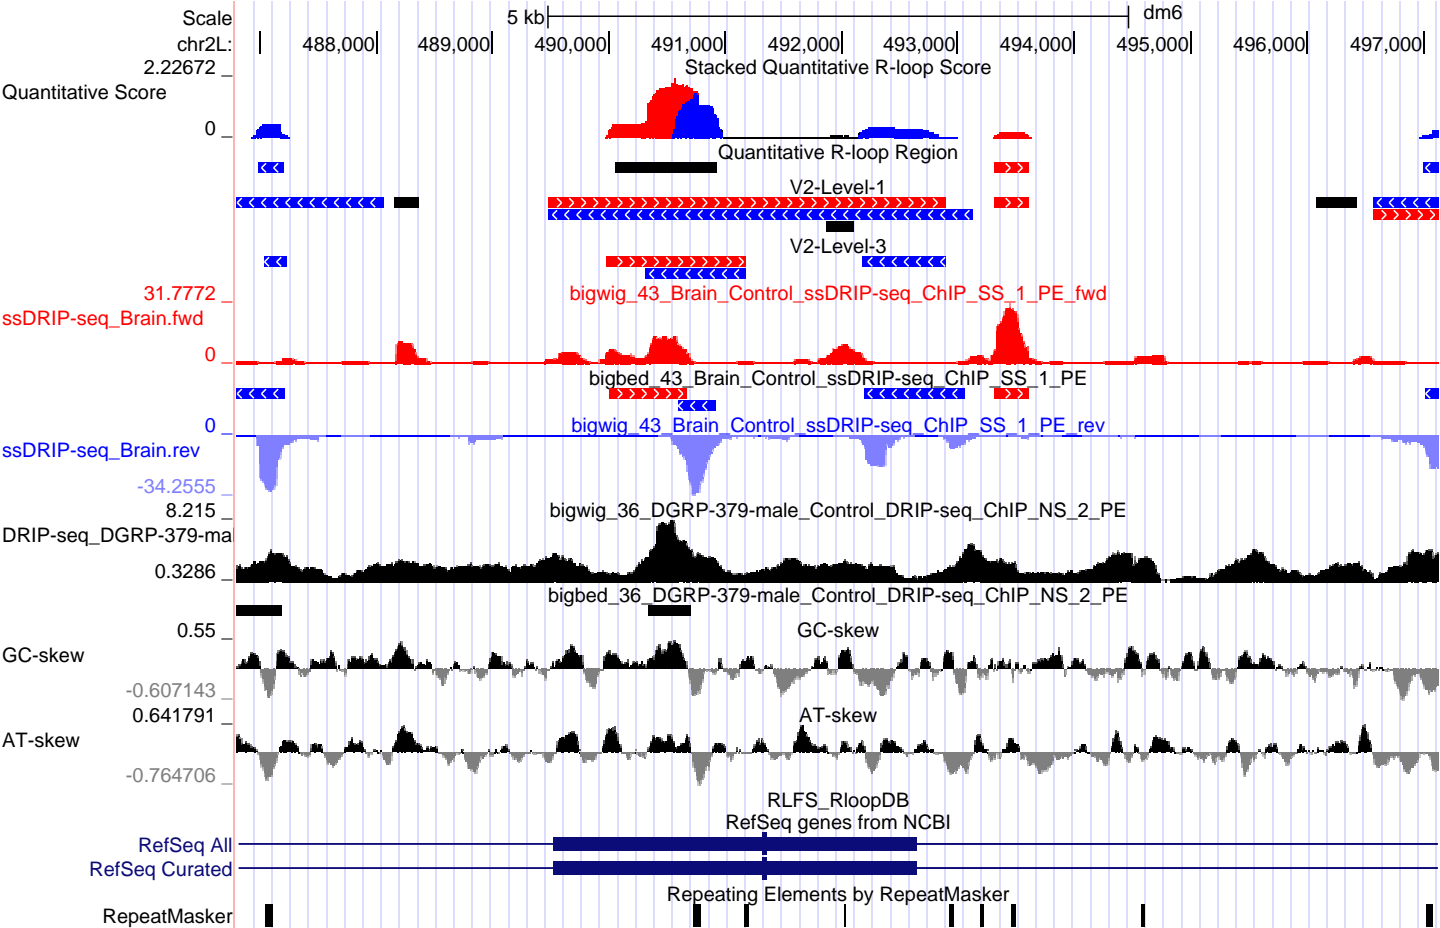 Scale 5 kb dm6
chr2L: 488,000 489,000 490,000 491,000 492,000 493,000 494,000 495,000 496,000 497,000
2.22672 Stacked Quantitative R-loop Score
Quantitative Score
0
Quantitative R-loop Region
V2-Level-1
V2-Level-3
31.7772 bigwig_43_Brain_Control_ssDRIP-seq_ChIP_SS_1_PE_fwd
ssDRIP-seq_Brain.fwd
0
bigbed_43_Brain_Control_ssDRIP-seq_ChIP_SS_1_PE
0 bigwig_43_Brain_Control_ssDRIP-seq_ChIP_SS_1_PE_rev
ssDRIP-seq_Brain.rev
-34.2555
8.215 bigwig_36_DGRP-379-male_Control_DRIP-seq_ChIP_NS_2_PE
DRIP-seq_DGRP-379-ma
0.3286
bigbed_36_DGRP-379-male_Control_DRIP-seq_ChIP_NS_2_PE
0.55 GC-skew
GC-skew
-0.607143
0.641791 AT-skew
AT-skew
-0.764706
RLFS_RloopDB
RefSeq genes from NCBI
RefSeq All
RefSeq Curated
Repeating Elements by RepeatMasker
RepeatMasker